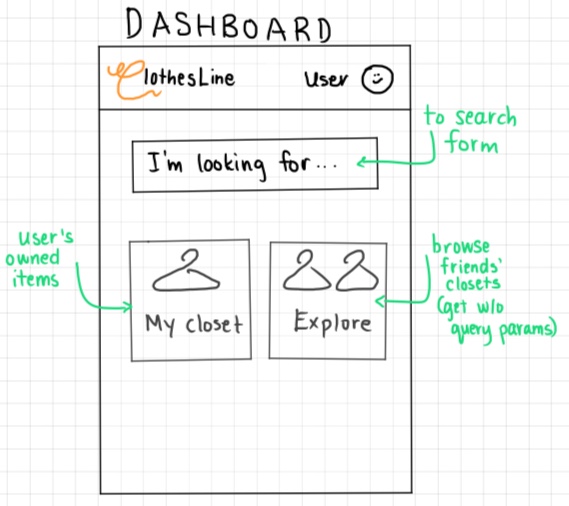 DASHBOARD
ClothesLine
User
to search
form
I'm looking for...
user's
owned
items
My closet
Explore
browse
friends'
closets
(get w/o
query params)